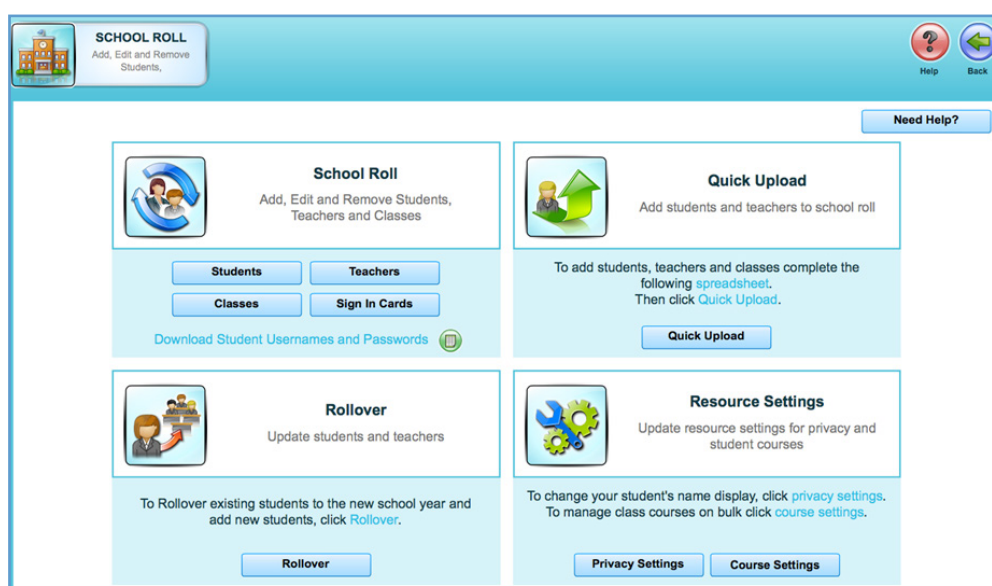 SCHOOL ROLL
Add, Edit and Remove
Students,
Help
Back
Need Help?
School Roll
Add, Edit and Remove Students,
Teachers and Classes
Students
Teachers
Classes
Sign In Cards
Download Student Usernames and Passwords
Quick Upload
Add students and teachers to school roll
To add students, teachers and classes complete the
following spreadsheet.
Then click Quick Upload.
Quick Upload
Rollover
Update students and teachers
To Rollover existing students to the new school year and
add new students, click Rollover.
Rollover
Resource Settings
Update resource settings for privacy and
student courses
To change your student's name display, click privacy settings.
To manage class courses on bulk click course settings.
Privacy Settings
Course Settings